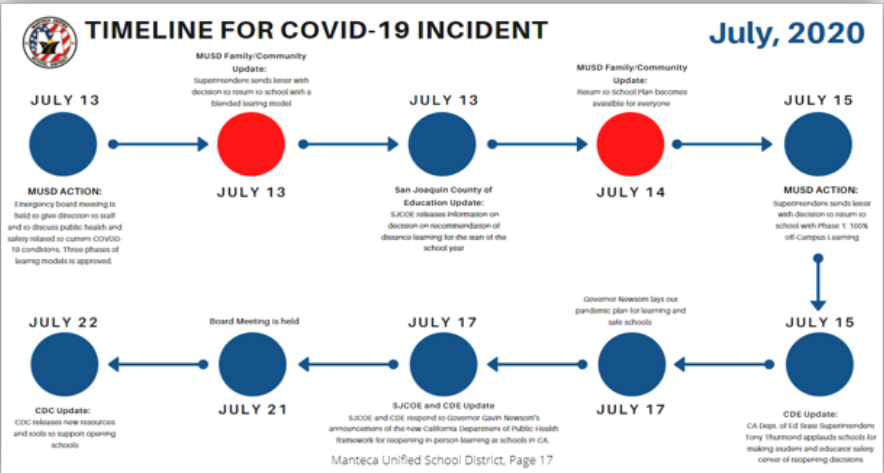 TIMELINE FOR COVID-19 INCIDENT
July, 2020
JULY 13
MUSD ACTION:
Emergency board meeting is
held to give direction to staff
and to discuss public health and
safety related to current COVOD-
19 conditions. Three phases of
learnig models is approved.
MUSD Family/Community
Update:
Superintendent sends letter with
decision to return to school with a
blended learing model
JULY 13
JULY 13
San Joaquin County of
Education Update:
SJCOE releases information on
decision on recommendation of
distance learning for the start of the
school year
MUSD Family/Community
Update:
Return to School Plan becomes
available for everyone
JULY 14
JULY 15
MUSD ACTION:
Superintendent sends letter
with decision to return to
school with Phase 1: 100%
off-Campus Learning
JULY 15
CDE Update:
CA Dept. of Ed State Superintendent
Tony Thurmond applauds schools for
making student and educator safety
center of reopening decisions
Governor Newsom lays out
pandemic plan for learning and
safe schools
JULY 17
JULY 17
SJCOE and CDE Update
SJCOE and CDE respond to Governor Gavin Newsom's
announcement of the new California Department of Public Health
framework for reopening in-person learning at schools in CA.
Board Meeting is held
JULY 21
JULY 22
CDC Update:
CDC releases new resources
and tools to support opening
schools
Manteca Unified School District, Page 17